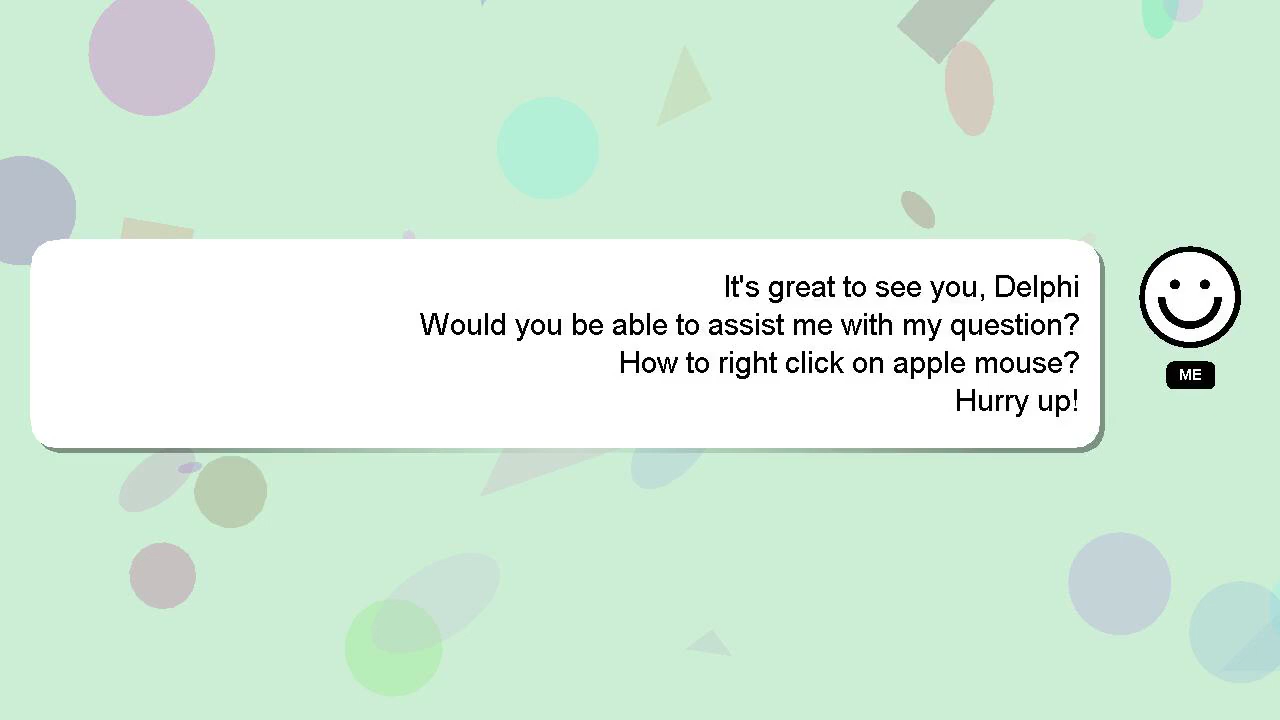 It's great to see you, Delphi
Would you be able to assist me with my question?
How to right click on apple mouse?
Hurry up!
ME